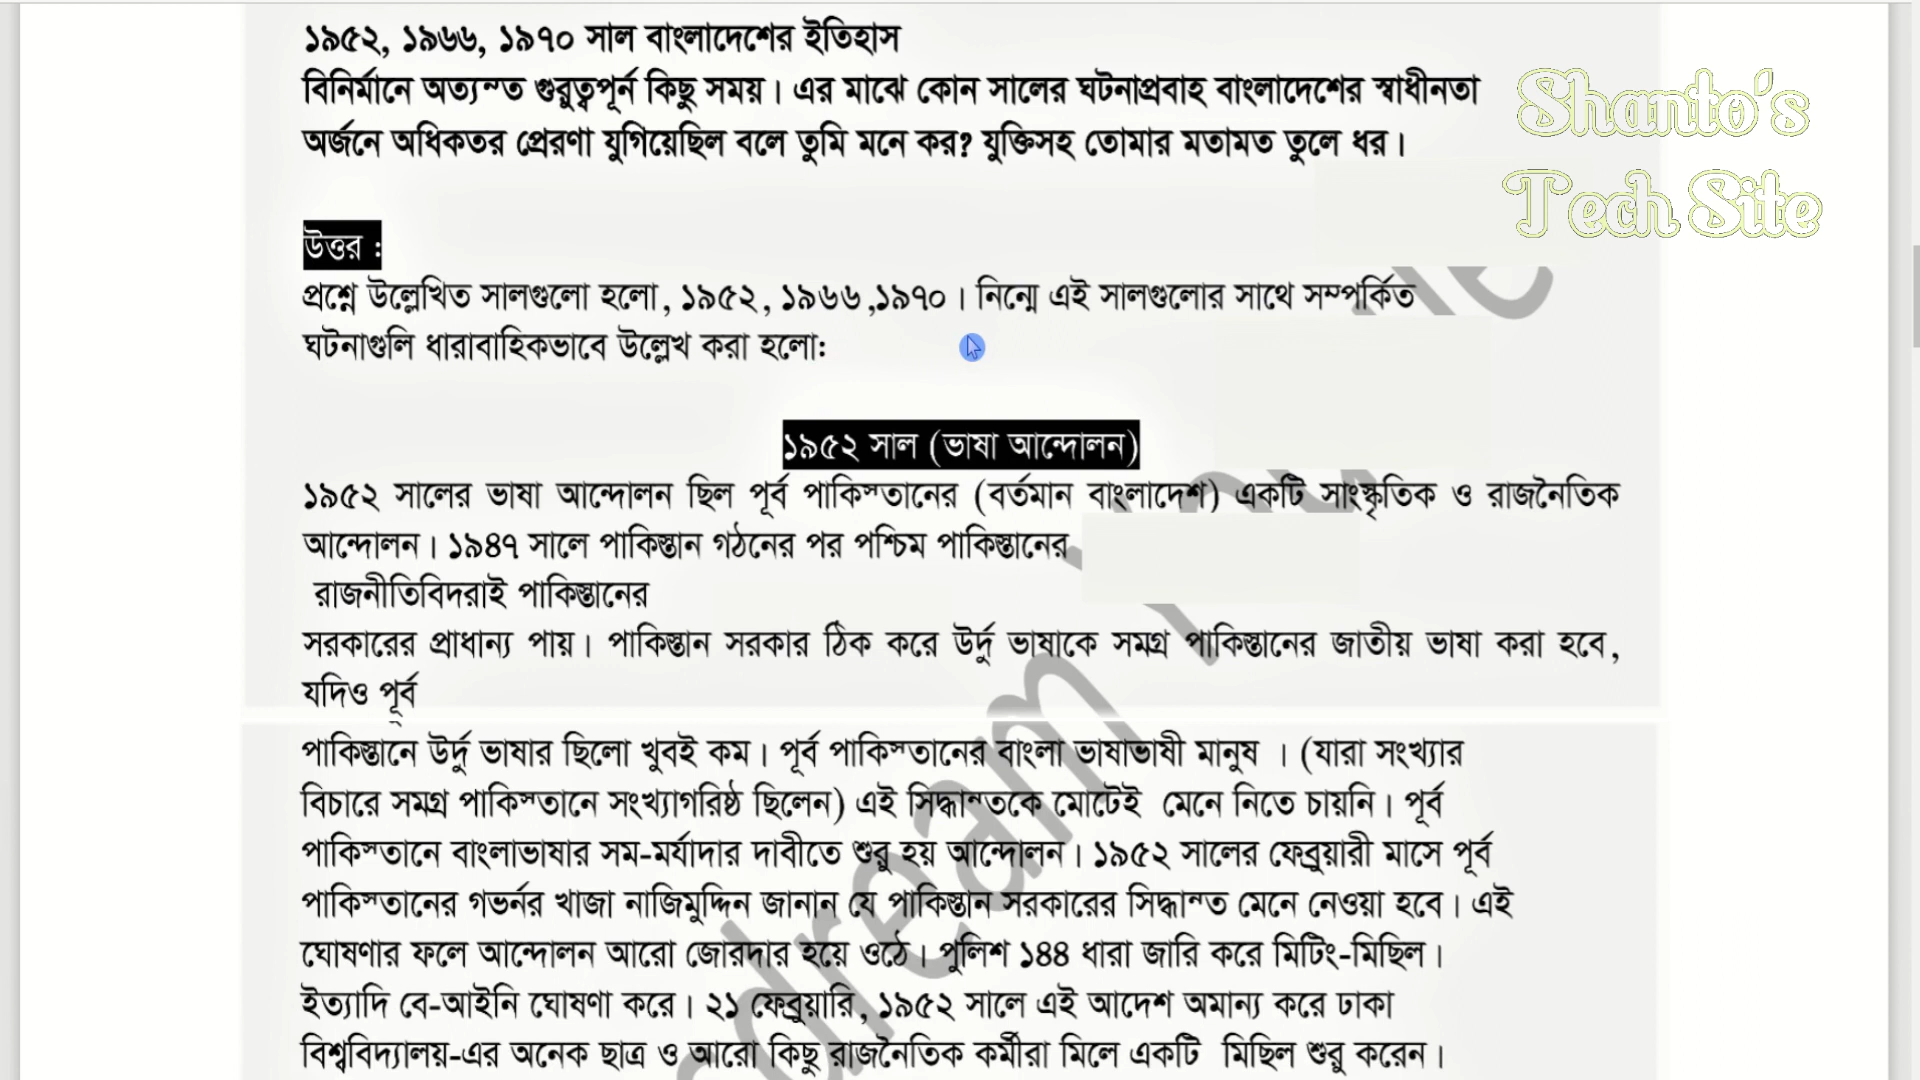 ১৯৫২, ১৯৬৬, ১৯৭০ সাল বাংলাদেশের ইতিহাস
বিনির্মানে অত্যন্ত গুরুত্বপূর্ন কিছু সময়। এর মাঝে কোন সালের ঘটনাপ্রবাহ বাংলাদেশের স্বাধীনতা
অর্জনে অধিকতর প্রেরণা যুগিয়েছিল বলে তুমি মনে কর? যুক্তিসহ তোমার মতামত তুলে ধর।
Shanto's
Tech Site
উত্তর :
প্রশ্নে উল্লেখিত সালগুলো হলো, ১৯৫২, ১৯৬৬ ,১৯৭০। নিন্মে এই সালগুলোর সাথে সম্পর্কিত
ঘটনাগুলি ধারাবাহিকভাবে উল্লেখ করা হলো:
১৯৫২ সাল (ভাষা আন্দোলন)
১৯৫২ সালের ভাষা আন্দোলন ছিল পূর্ব পাকিস্তানের (বর্তমান বাংলাদেশ) একটি সাংস্কৃতিক ও রাজনৈতিক
আন্দোলন। ১৯৪৭ সালে পাকিস্তান গঠনের পর পশ্চিম পাকিস্তানের
রাজনীতিবিদরাই পাকিস্তানের
সরকারের প্রাধান্য পায়। পাকিস্তান সরকার ঠিক করে উর্দু ভাষাকে সমগ্র পাকিস্তানের জাতীয় ভাষা করা হবে,
যদিও পূর্ব
পাকিস্তানে উর্দু ভাষার ছিলো খুবই কম। পূর্ব পাকিস্তানের বাংলা ভাষাভাষী মানুষ । (যারা সংখ্যার
বিচারে সমগ্র পাকিস্তানে সংখ্যাগরিষ্ঠ ছিলেন) এই সিদ্ধান্তকে মোটেই মেনে নিতে চায়নি। পূর্ব
পাকিস্তানে বাংলাভাষার সম-মর্যাদার দাবীতে শুরু হয় আন্দোলন। ১৯৫২ সালের ফেব্রুয়ারী মাসে পূর্ব
পাকিস্তানের গভর্নর খাজা নাজিমুদ্দিন জানান যে পাকিস্তান সরকারের সিদ্ধান্ত মেনে নেওয়া হবে। এই
ঘোষণার ফলে আন্দোলন আরো জোরদার হয়ে ওঠে। পুলিশ ১৪৪ ধারা জারি করে মিটিং-মিছিল।
ইত্যাদি বে-আইনি ঘোষণা করে। ২১ ফেব্রুয়ারি, ১৯৫২ সালে এই আদেশ অমান্য করে ঢাকা
বিশ্ববিদ্যালয়-এর অনেক ছাত্র ও আরো কিছু রাজনৈতিক কর্মীরা মিলে একটি মিছিল শুরু করেন।